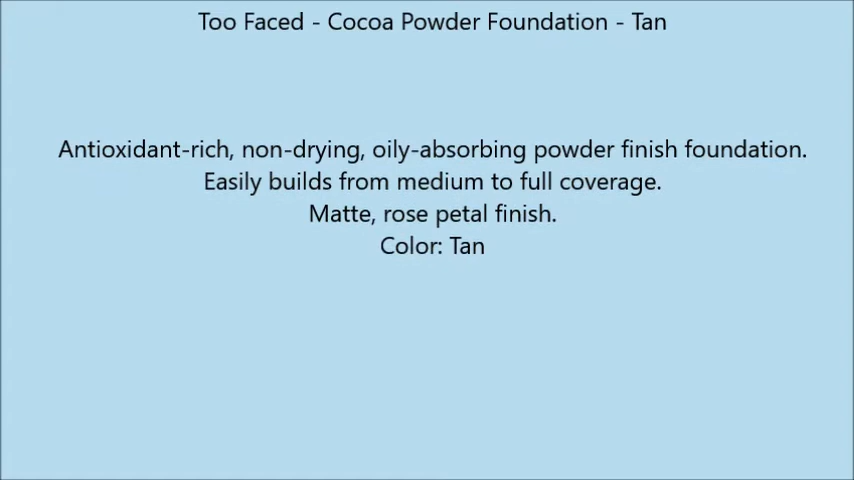 Too Faced - Cocoa Powder Foundation - Tan
Antioxidant-rich, non-drying, oily-absorbing powder finish foundation.
Easily builds from medium to full coverage.
Matte, rose petal finish.
Color: Tan